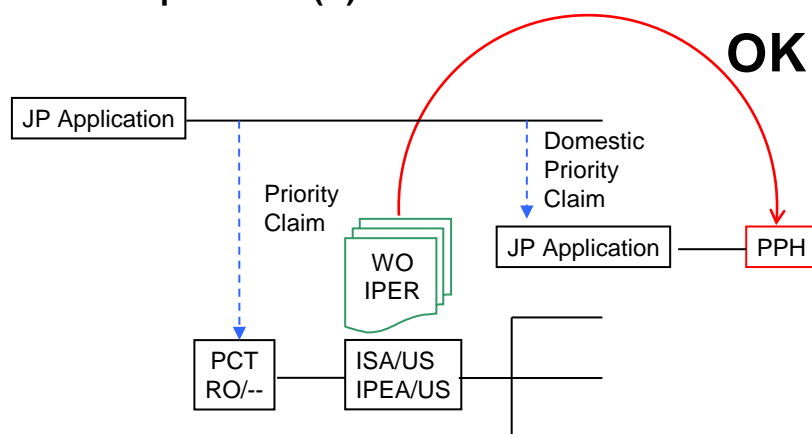 OK
JP Application
Domestic
Priority
Claim
Priority
Claim
JP Application
PPH
WO
IPER
PCT
RO/--
ISA/US
IPEA/US